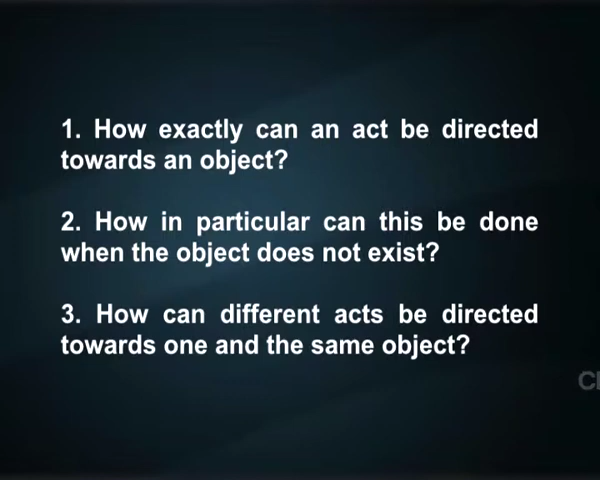 1. How exactly can an act be directed
towards an object?
2. How in particular can this be done
when the object does not exist?
3. How can different acts be directed
towards one and the same object?